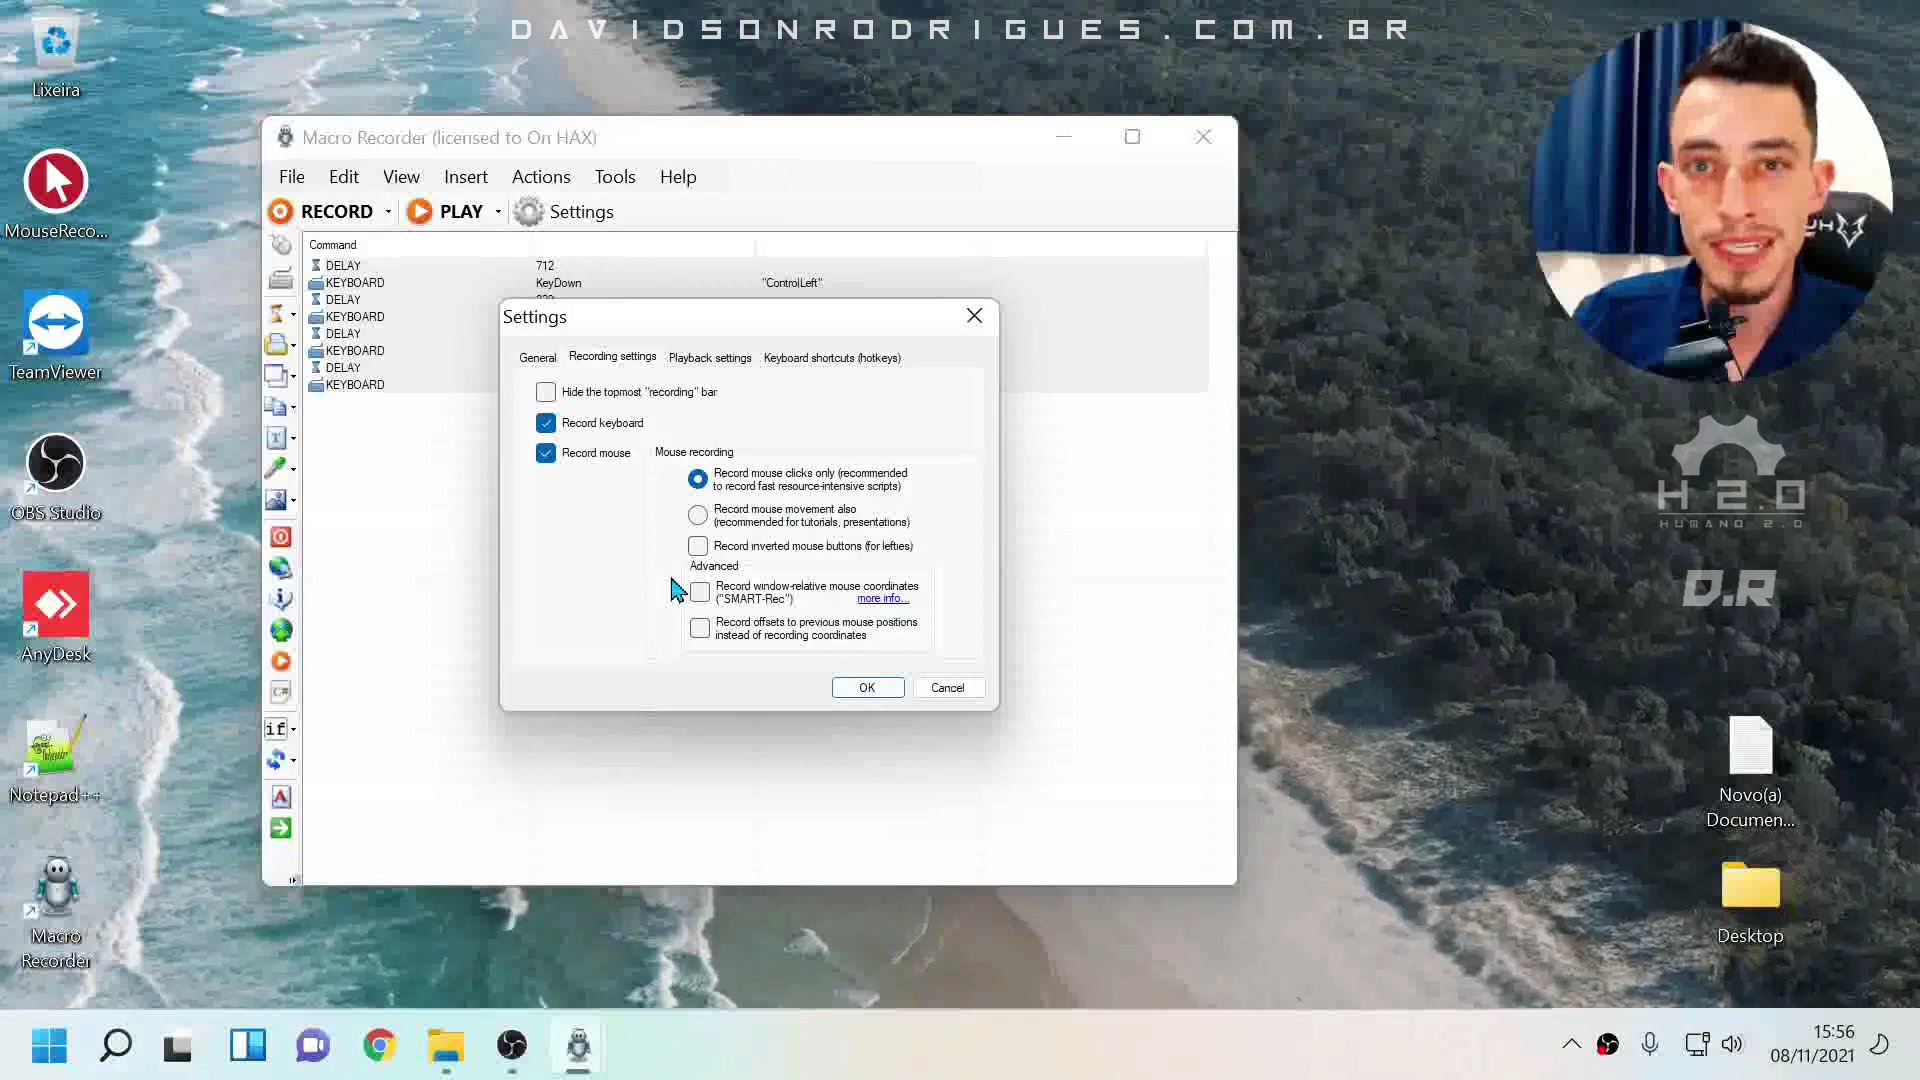 DAVIDSONRODRIGUES.COM.BR
Lixeira
MouseReco...
TeamViewer
OBS Studio
AnyDesk
Notepad++
Macro
Recorder
Macro Recorder (licensed to On HAX)
File Edit View Insert Actions Tools Help
RECORD PLAY Settings
Command
DELAY 712
KEYBOARD KeyDown "ControlLeft"
DELAY
KEYBOARD
DELAY
KEYBOARD
DELAY
KEYBOARD
if
Settings
General Recording settings Playback settings Keyboard shortcuts (hotkeys)
Hide the topmost "recording" bar
Record keyboard
Record mouse
Mouse recording
Record mouse clicks only (recommended
to record fast resource-intensive scripts)
Record mouse movement also
(recommended for tutorials, presentations)
Record inverted mouse buttons (for lefties)
Advanced
Record window-relative mouse coordinates
("SMART-Rec") more info...
Record offsets to previous mouse positions
instead of recording coordinates
OK Cancel
H 2.0
HUMANO 2.0
D.R
Novo(a)
Documen...
Desktop
15:56
08/11/2021